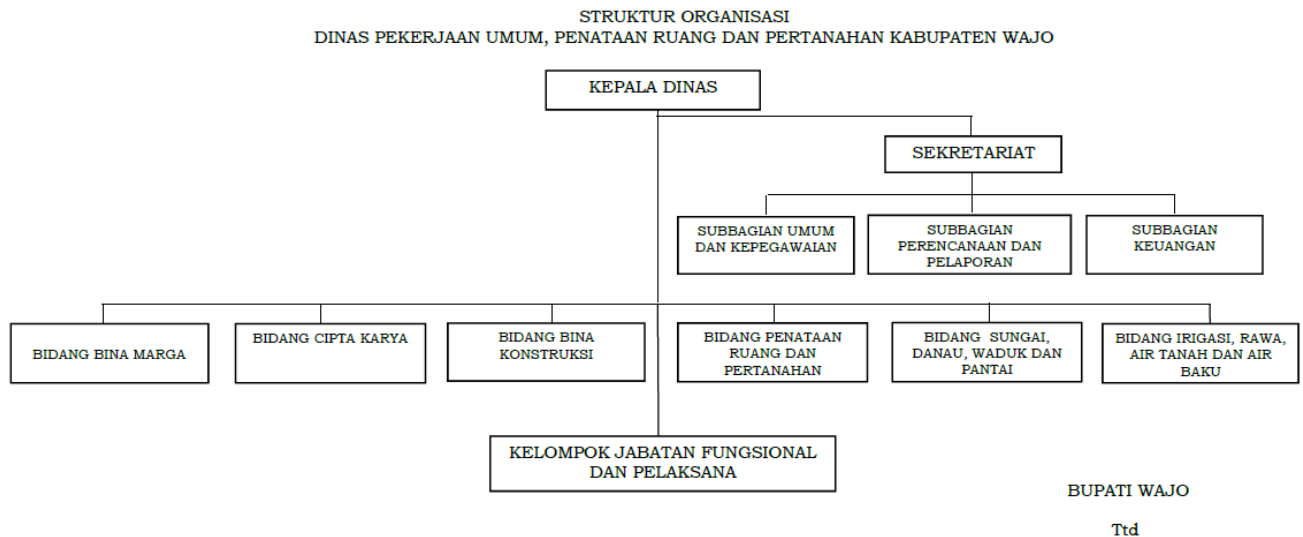 STRUKTUR ORGANISASI
DINAS PEKERJAAN UMUM, PENATAAN RUANG DAN PERTANAHAN KABUPATEN WAJO
KEPALA DINAS
SEKRETARIAT
SUBBAGIAN UMUM
DAN KEPEGAWAIAN
SUBBAGIAN
PERENCANAAN DAN
PELAPORAN
SUBBAGIAN
KEUANGAN
BIDANG BINA MARGA
BIDANG CIPTA KARYA
BIDANG BINA
KONSTRUKSI
BIDANG PENATAAN
RUANG DAN
PERTANAHAN
BIDANG SUNGAI,
DANAU, WADUK DAN
PANTAI
BIDANG IRIGASI, RAWA,
AIR TANAH DAN AIR
BAKU
KELOMPOK JABATAN FUNGSIONAL
DAN PELAKSANA
BUPATI WAJO
Ttd